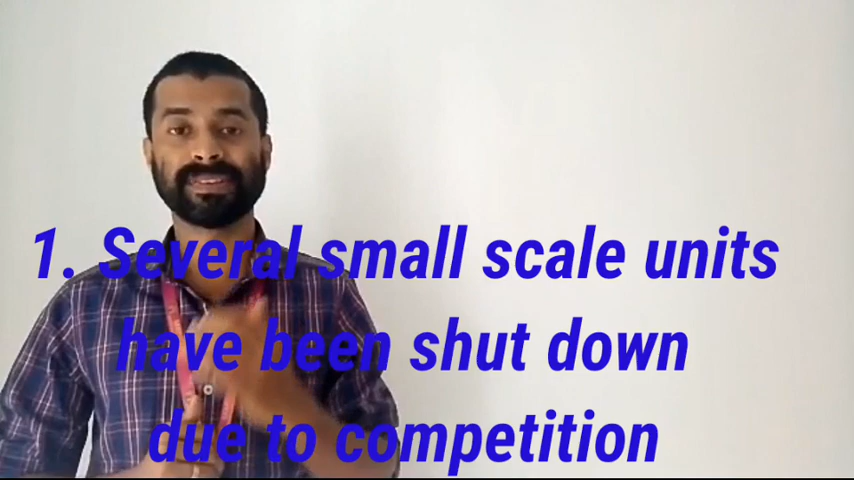 1. Several small scale units
have been shut down
due to competition